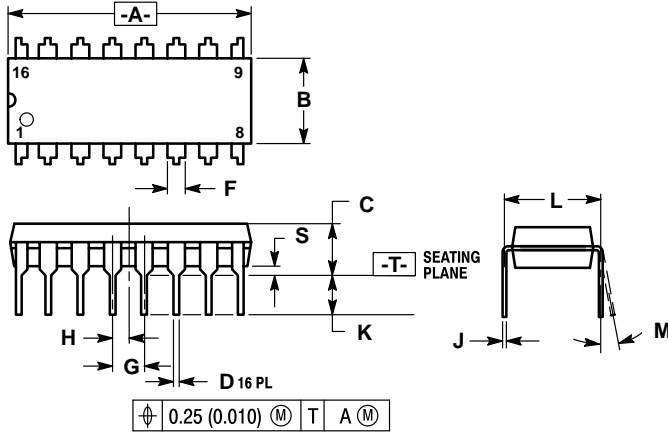 -A-
16 9
B
1 8
F
C
L
S
-T- SEATING PLANE
K
H
G
J
M
D 16 PL
⌖ 0.25 (0.010) Ⓜ T A Ⓜ